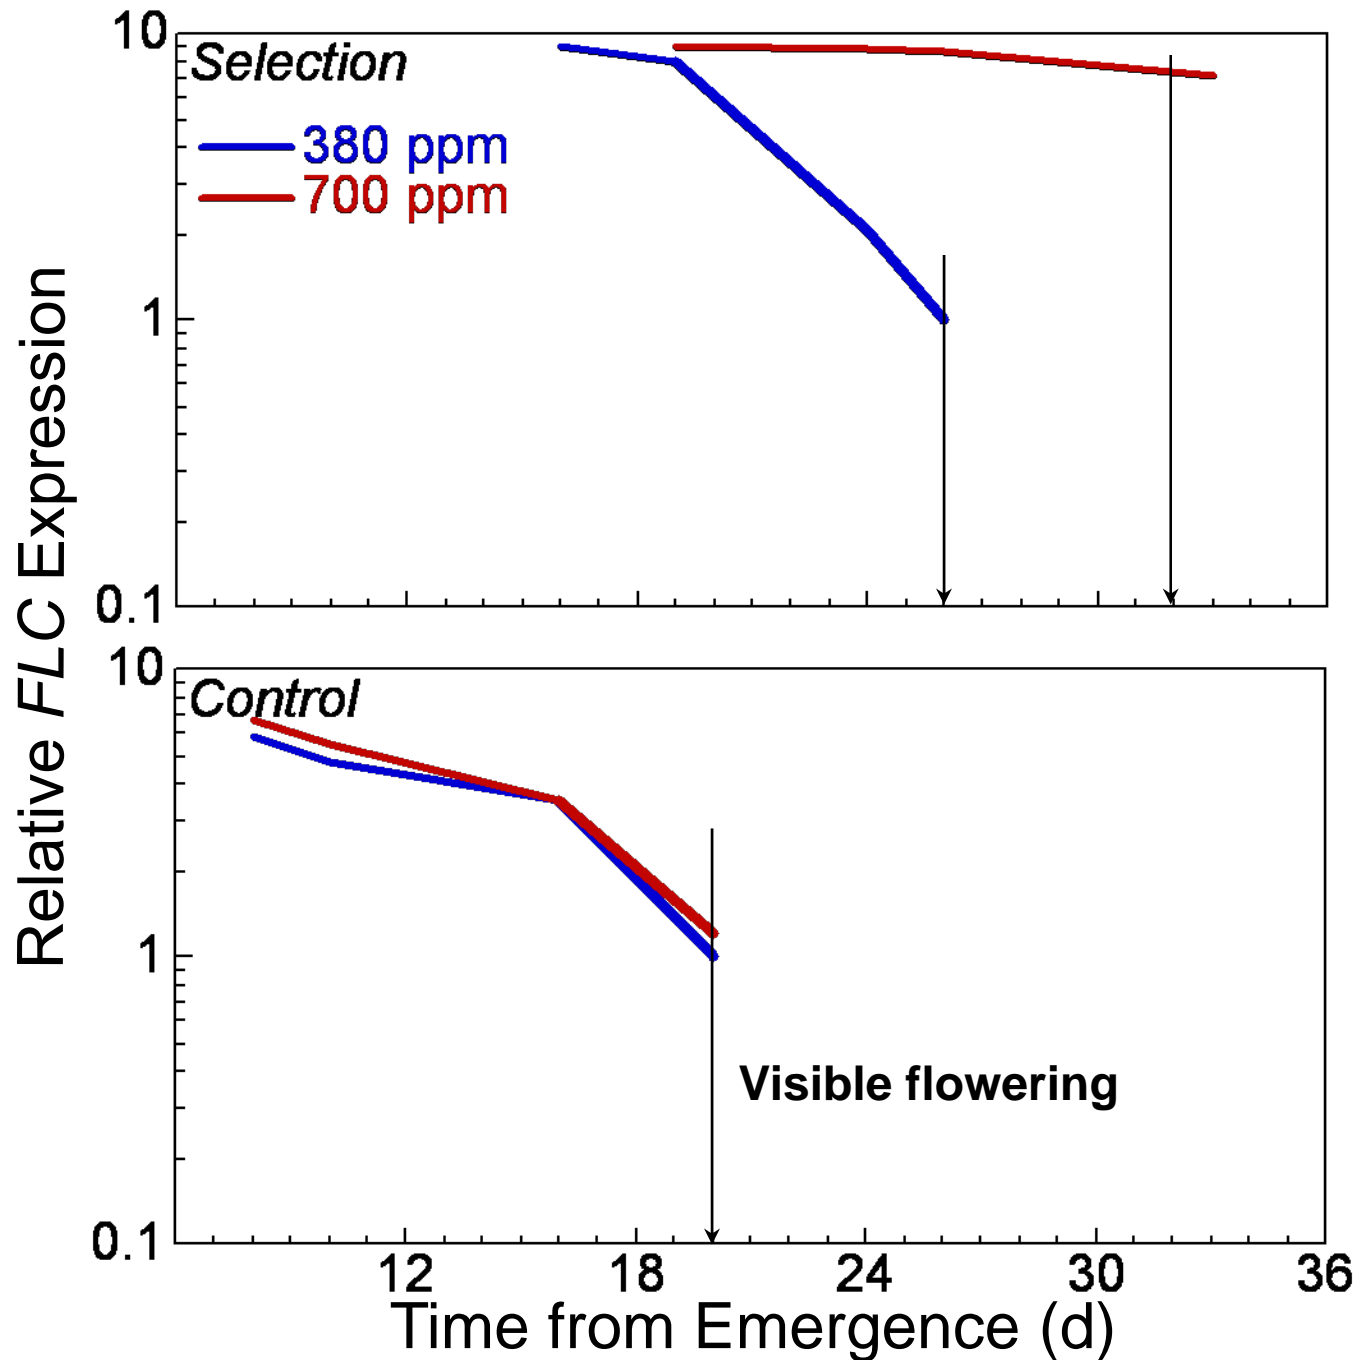 10
Selection
380 ppm
700 ppm
1
0.1
Relative FLC Expression
10
Control
1
Visible flowering
0.1
12 18 24 30 36
Time from Emergence (d)